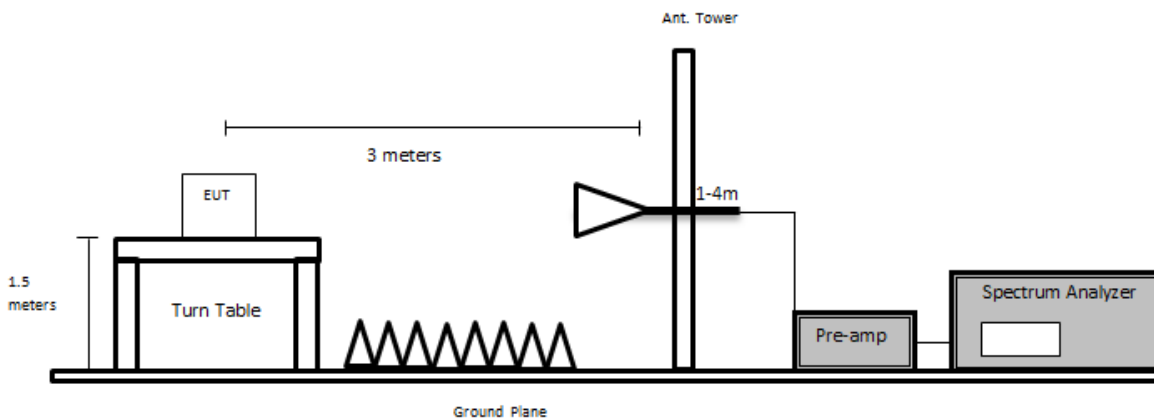 Ant. Tower
3 meters
EUT
1-4m
1.5
meters
Turn Table
Spectrum Analyzer
Pre-amp
Ground Plane